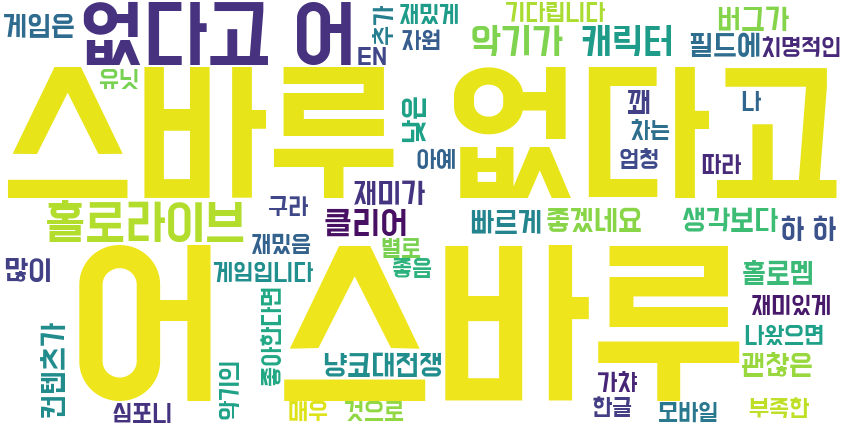 게임은
없다고 어
추가
EN
재밌게
자원
기다립니다
악기가
캐릭터
버그가
필드에
치명적인
유닛
스바루 없다고
낮은
꽤
나
차는
아예
엄청
따라
홀로라이브
구라
재미가
클리어
빠르게
좋겠네요
생각보다
하 하
재밌음
별로
좋음
많이
게임입니다
어 스바루
홀로멤
재미있게
나왔으면
좋아한다면
컨텐츠가
냥코대전쟁
괜찮은
가챠
심포니
악기인
매우
것으로
한글
모바일
부족한